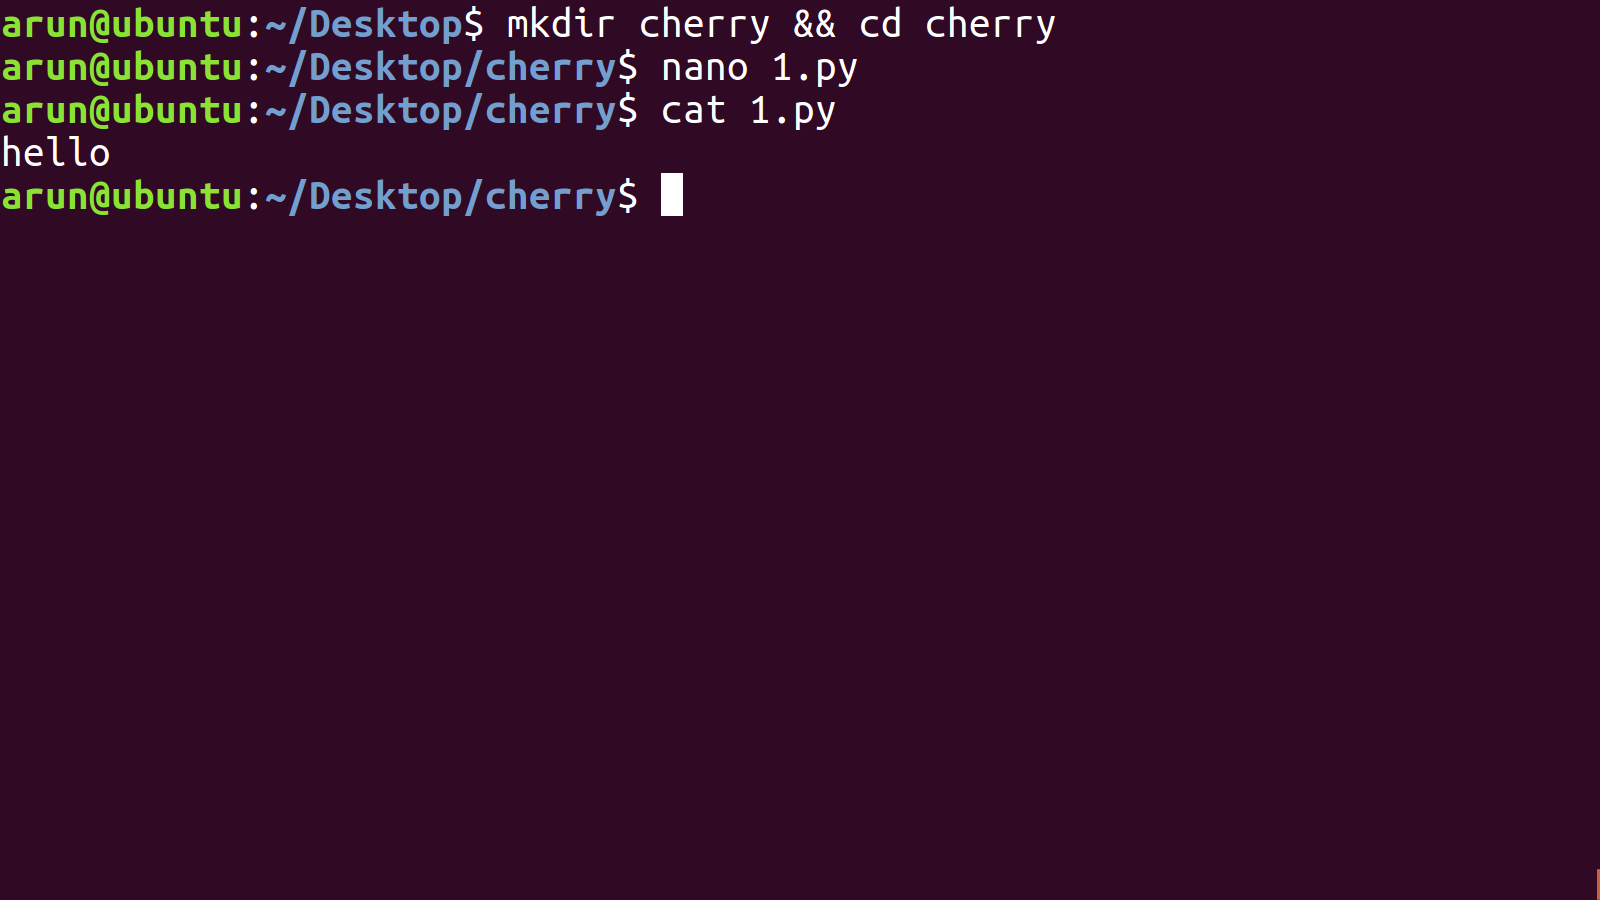 arun@ubuntu:~/Desktop$ mkdir cherry && cd cherry
arun@ubuntu:~/Desktop/cherry$ nano 1.py
arun@ubuntu:~/Desktop/cherry$ cat 1.py
hello
arun@ubuntu:~/Desktop/cherry$